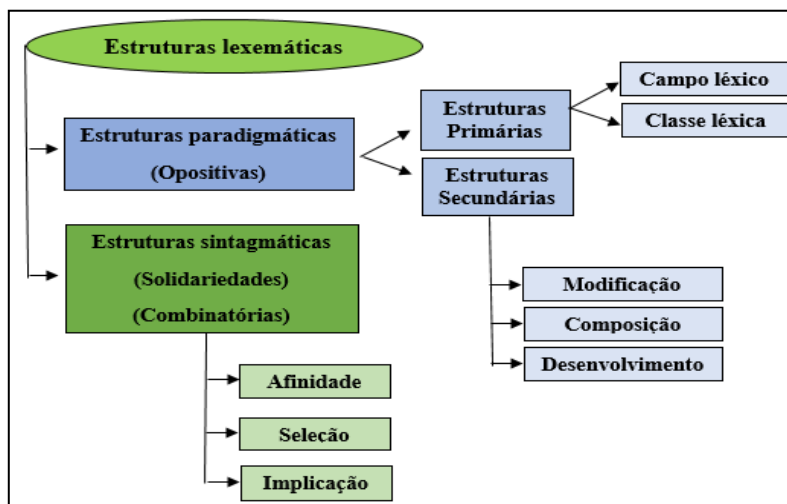 Estruturas lexemáticas
Estruturas paradigmáticas
(Opositivas)
Estruturas
Primárias
Campo léxico
Classe léxica
Estruturas
Secundárias
Modificação
Composição
Desenvolvimento
Estruturas sintagmáticas
(Solidariedades)
(Combinatórias)
Afinidade
Seleção
Implicação